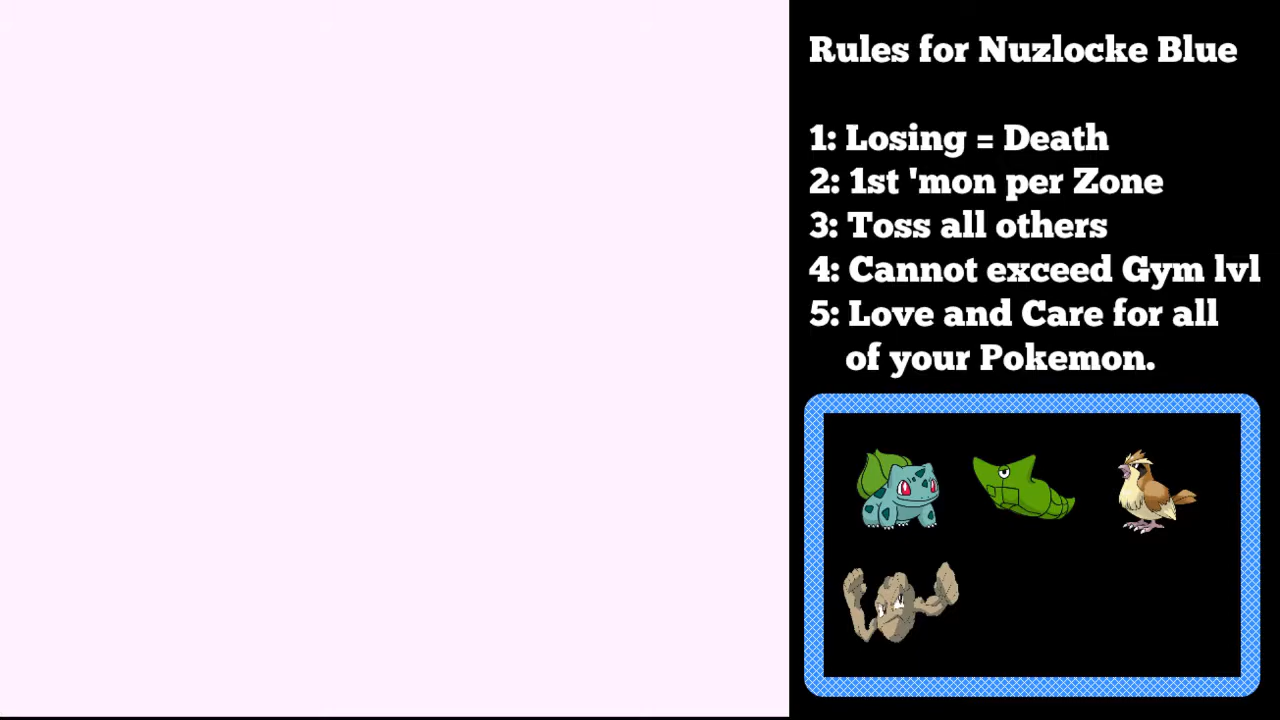 Rules for Nuzlocke Blue
1: Losing = Death
2: 1st 'mon per Zone
3: Toss all others
4: Cannot exceed Gym lvl
5: Love and Care for all
of your Pokemon.